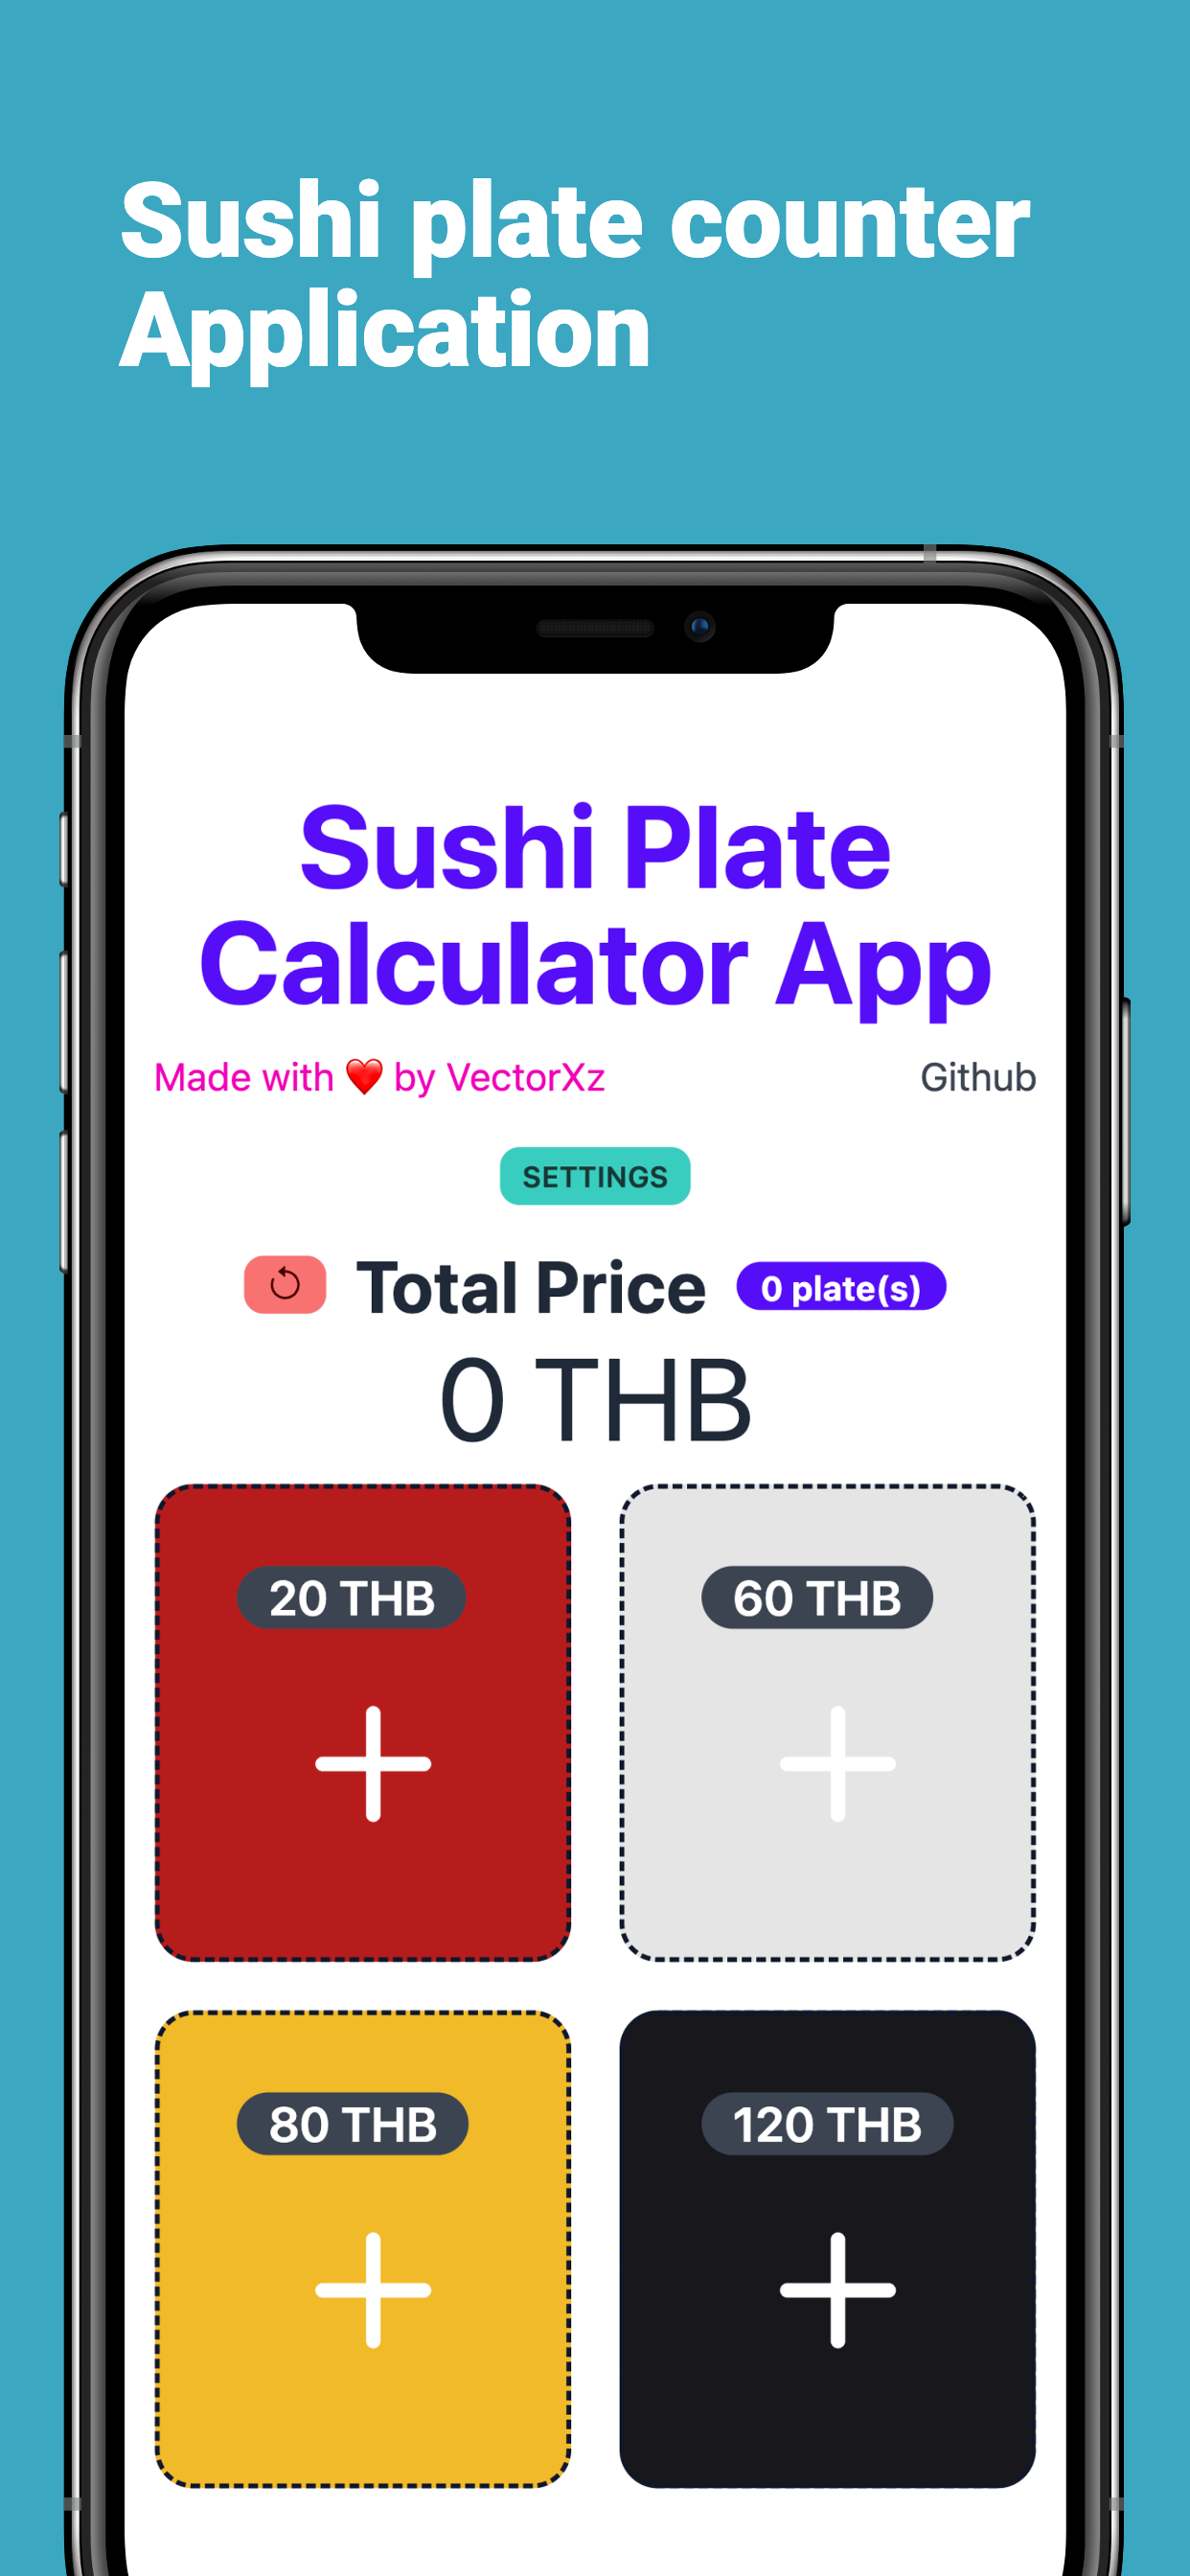 Sushi plate counter
Application
Sushi Plate
Calculator App
Made with ❤️ by VectorXz Github
SETTINGS
Total Price 0 plate(s)
0 THB
20 THB 60 THB
80 THB 120 THB